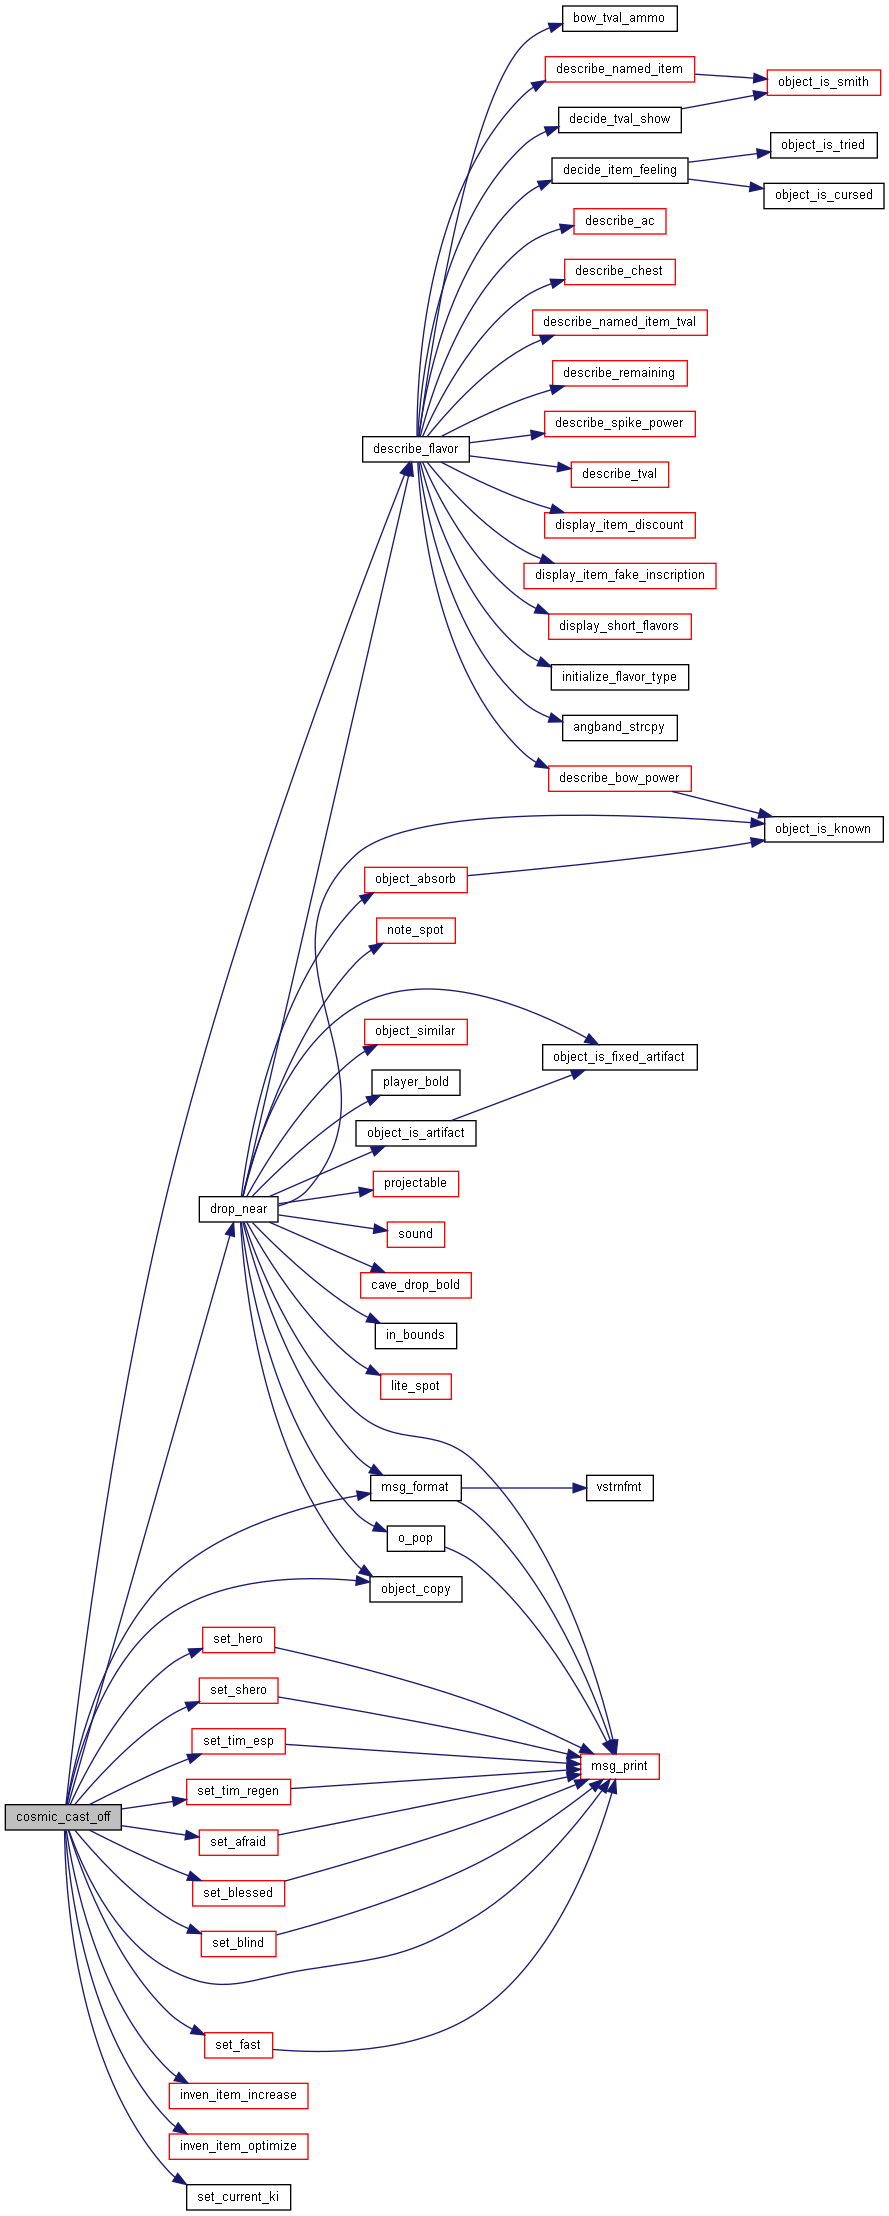 bow_tval_ammo
describe_named_item
object_is_smith
decide_tval_show
object_is_tried
decide_item_feeling
object_is_cursed
describe_ac
describe_chest
describe_named_item_tval
describe_remaining
describe_spike_power
describe_flavor
describe_tval
display_item_discount
display_item_fake_inscription
display_short_flavors
initialize_flavor_type
angband_strcpy
describe_bow_power
object_is_known
object_absorb
note_spot
object_similar
object_is_fixed_artifact
player_bold
object_is_artifact
projectable
drop_near
sound
cave_drop_bold
in_bounds
lite_spot
msg_format
vstrnfmt
o_pop
object_copy
set_hero
set_shero
set_tim_esp
msg_print
set_tim_regen
cosmic_cast_off
set_afraid
set_blessed
set_blind
set_fast
inven_item_increase
inven_item_optimize
set_current_ki